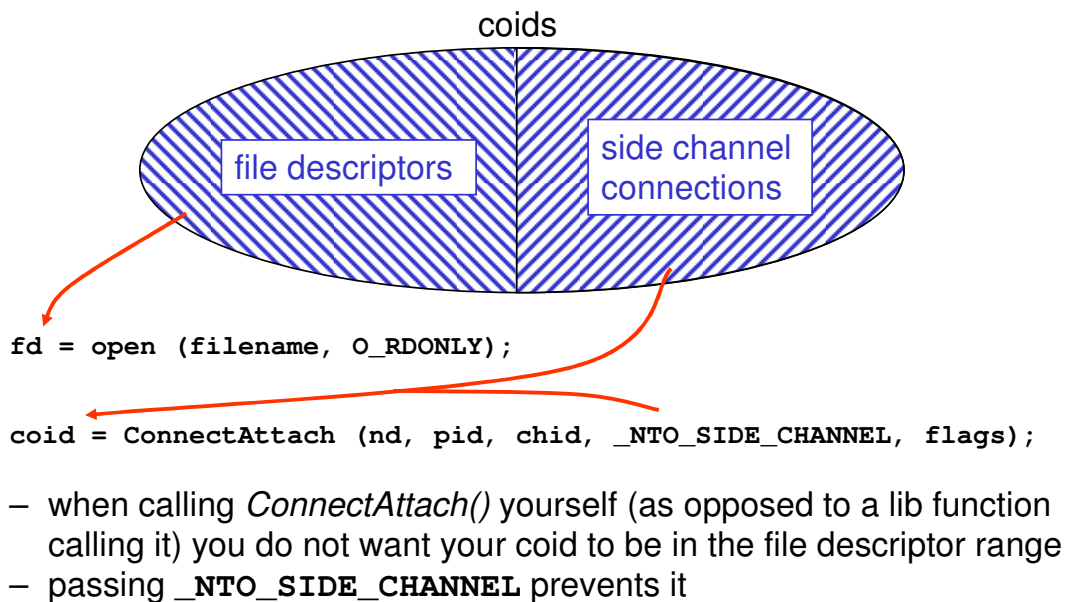 coids
file descriptors
side channel
connections
fd = open (filename, O_RDONLY);
coid = ConnectAttach (nd, pid, chid, _NTO_SIDE_CHANNEL, flags);
– when calling ConnectAttach() yourself (as opposed to a lib function
calling it) you do not want your coid to be in the file descriptor range
– passing _NTO_SIDE_CHANNEL prevents it